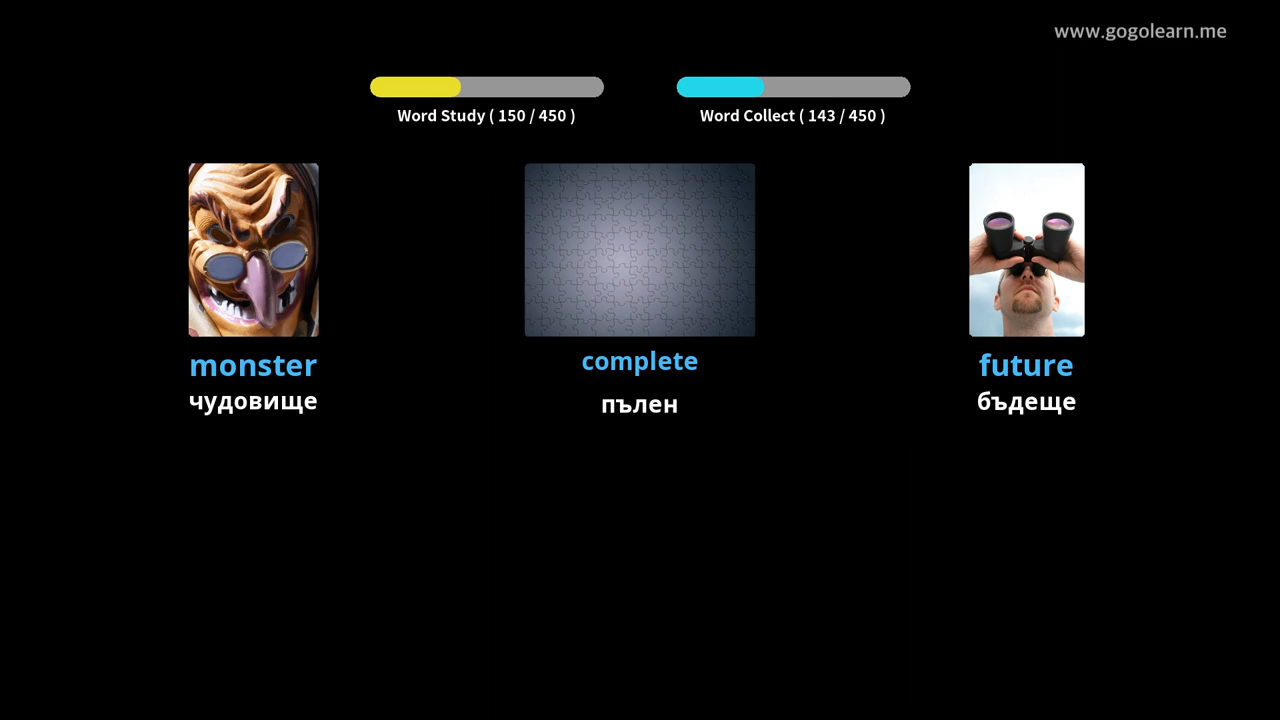 www.gogolearn.me
Word Study ( 150 / 450 )
Word Collect ( 143 / 450 )
monster
чудовище
complete
пълен
future
бъдеще